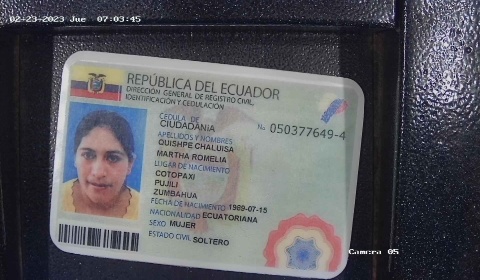 02-23-2023 Jue 07:03:45
REPÚBLICA DEL ECUADOR
DIRECCIÓN GENERAL DE REGISTRO CIVIL,
IDENTIFICACIÓN Y CEDULACIÓN
CÉDULA DE
CIUDADANÍA
No. 050377649-4
APELLIDOS Y NOMBRES
QUISHPE CHALUISA
MARTHA ROMELIA
LUGAR DE NACIMIENTO
COTOPAXI
PUJILI
ZUMBAHUA
FECHA DE NACIMIENTO 1989-07-15
NACIONALIDAD ECUATORIANA
SEXO MUJER
ESTADO CIVIL SOLTERO
Camera 05